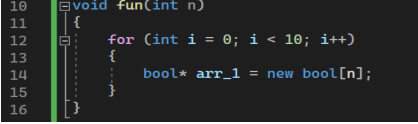 10 void fun(int n)
11 {
12 for (int i = 0; i < 10; i++)
13 {
14 bool* arr_1 = new bool[n];
15 }
16 }